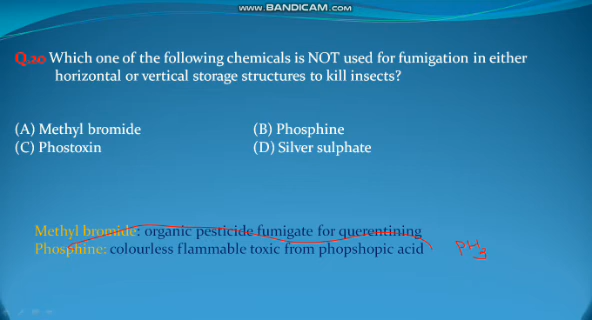 www.BANDICAM.com
Q.20 Which one of the following chemicals is NOT used for fumigation in either
horizontal or vertical storage structures to kill insects?
(A) Methyl bromide
(B) Phosphine
(C) Phostoxin
(D) Silver sulphate
Methyl bromide: organic pesticide fumigate for querentining
Phosphine: colourless flammable toxic from phopshopic acid
PH3